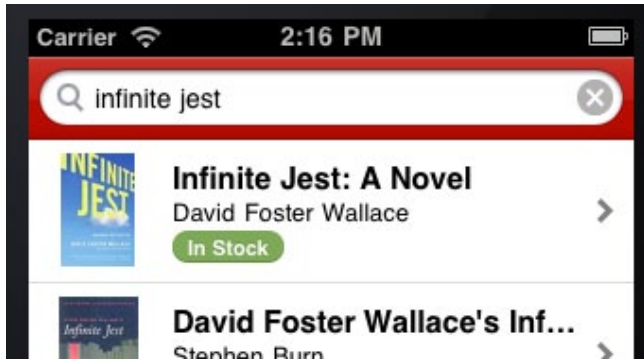 Carrier 2:16 PM
infinite jest
INFINITE
JEST
Infinite Jest: A Novel
David Foster Wallace
In Stock
Infinite Jest
David Foster Wallace's Inf...
Stephen Burn